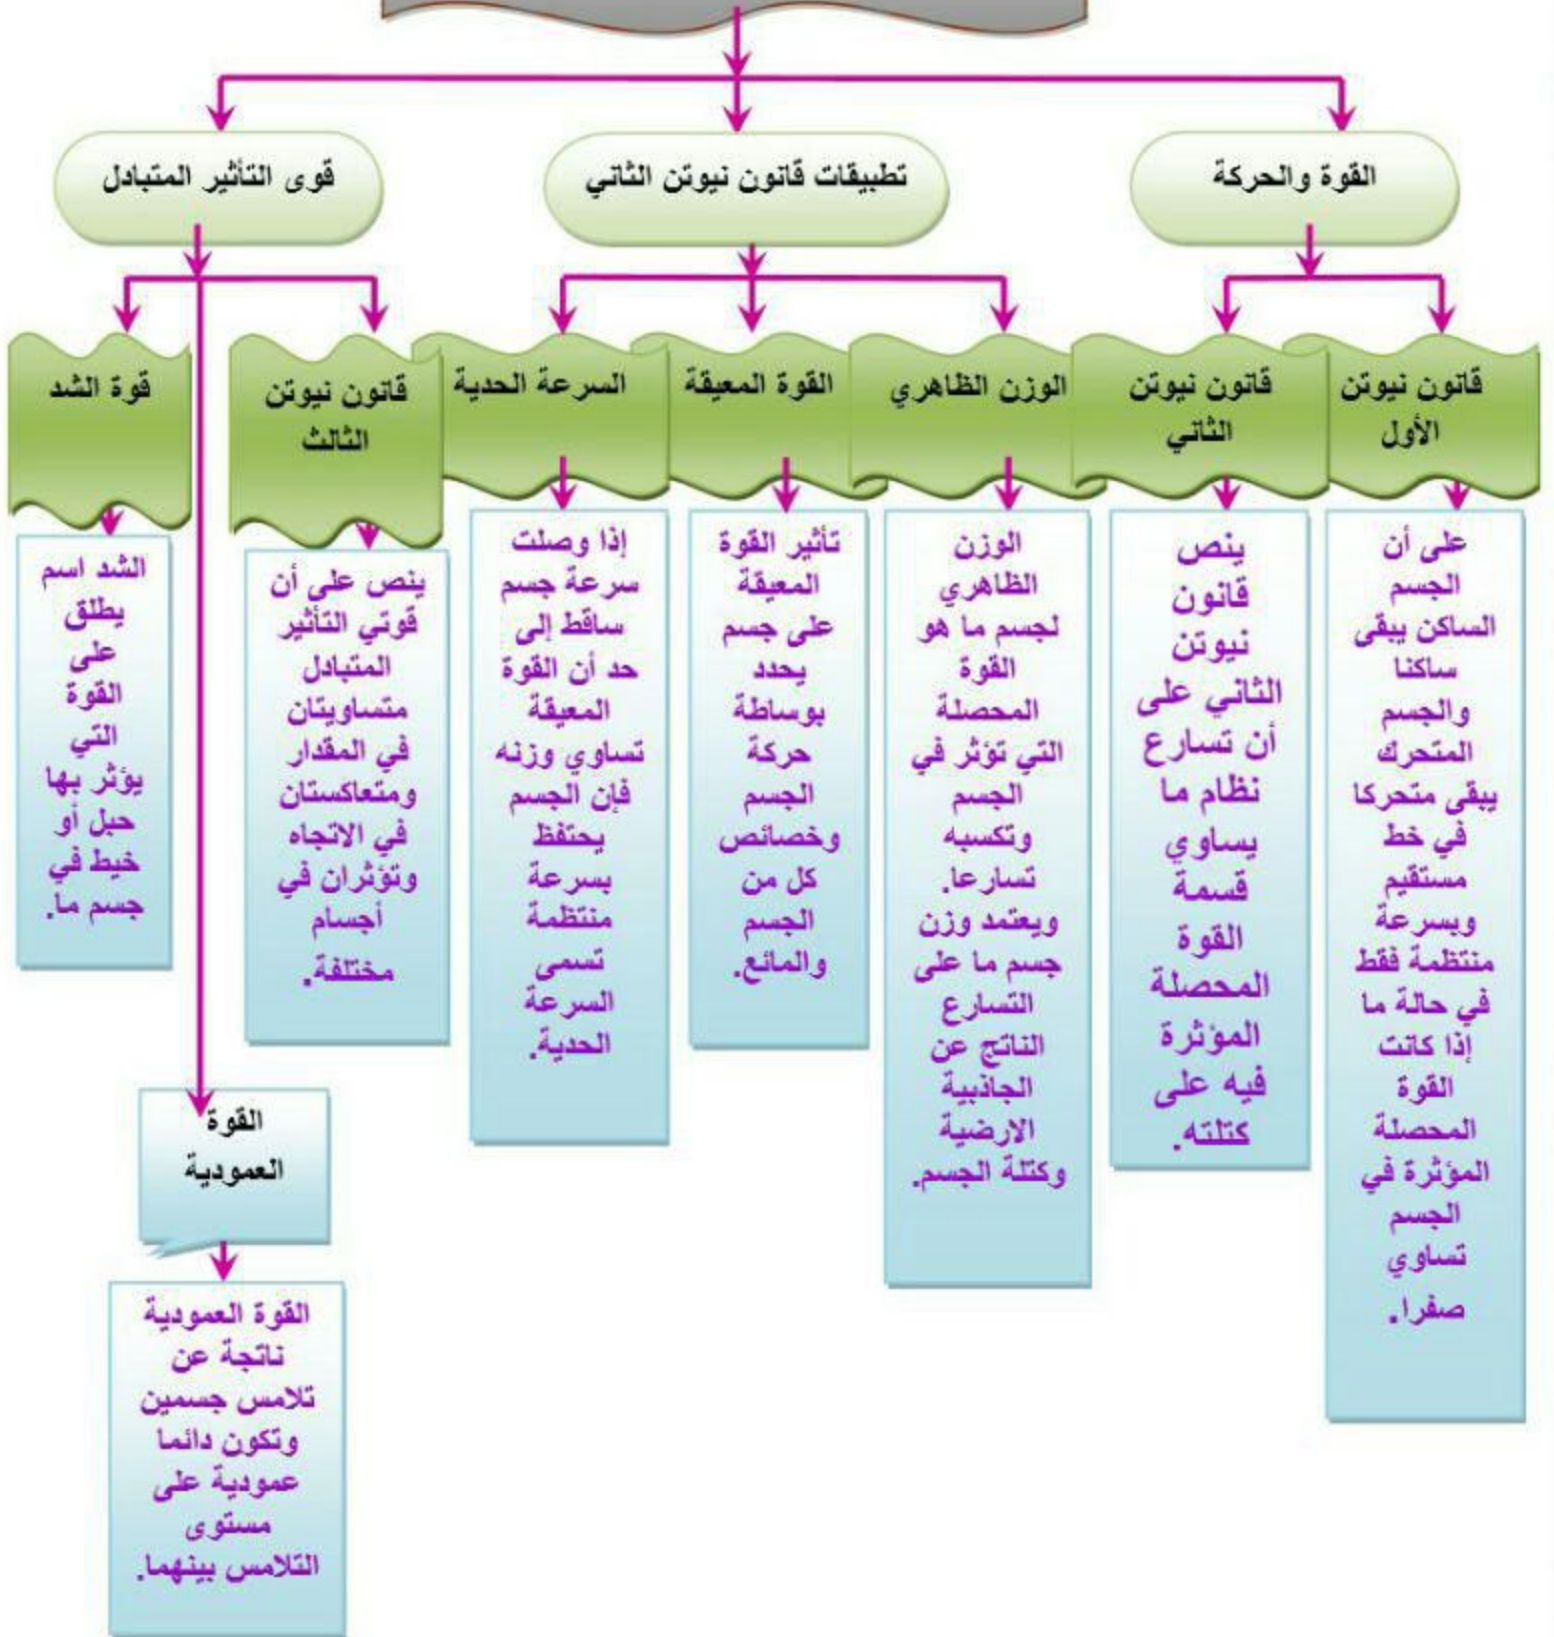 القوة والحركة
تطبيقات قانون نيوتن الثاني
قوى التأثير المتبادل
قانون نيوتن
الأول
على أن
الجسم
الساكن يبقى
ساكنا
والجسم
المتحرك
يبقى متحركا
في خط
مستقيم
وبسرعة
منتظمة فقط
في حالة ما
إذا كانت
القوة
المحصلة
المؤثرة في
الجسم
تساوي
صفرا.
قانون نيوتن
الثاني
ينص
قانون
نيوتن
الثاني على
أن تسارع
نظام ما
يساوي
قسمة
القوة
المحصلة
المؤثرة
فيه على
كتلته.
الوزن الظاهري
الوزن
الظاهري
لجسم ما هو
القوة
المحصلة
التي تؤثر في
الجسم
وتكسبه
تسارعا.
ويعتمد وزن
جسم ما على
التسارع
الناتج عن
الجاذبية
الارضية
وكتلة الجسم.
القوة المعيقة
تأثير القوة
المعيقة
على جسم
يحدد
بوساطة
حركة
الجسم
وخصائص
كل من
الجسم
والمائع.
السرعة الحدية
إذا وصلت
سرعة جسم
ساقط إلى
حد أن القوة
المعيقة
تساوي وزنه
فإن الجسم
يحتفظ
بسرعة
منتظمة
تسمى
السرعة
الحدية.
قانون نيوتن
الثالث
ينص على أن
قوتي التأثير
المتبادل
متساويتان
في المقدار
ومتعاكستان
في الاتجاه
وتؤثران في
أجسام
مختلفة.
قوة الشد
الشد اسم
يطلق
على
القوة
التي
يؤثر بها
حبل أو
خيط في
جسم ما.
القوة
العمودية
القوة العمودية
ناتجة عن
تلامس جسمين
وتكون دائما
عمودية على
مستوى
التلامس بينهما.